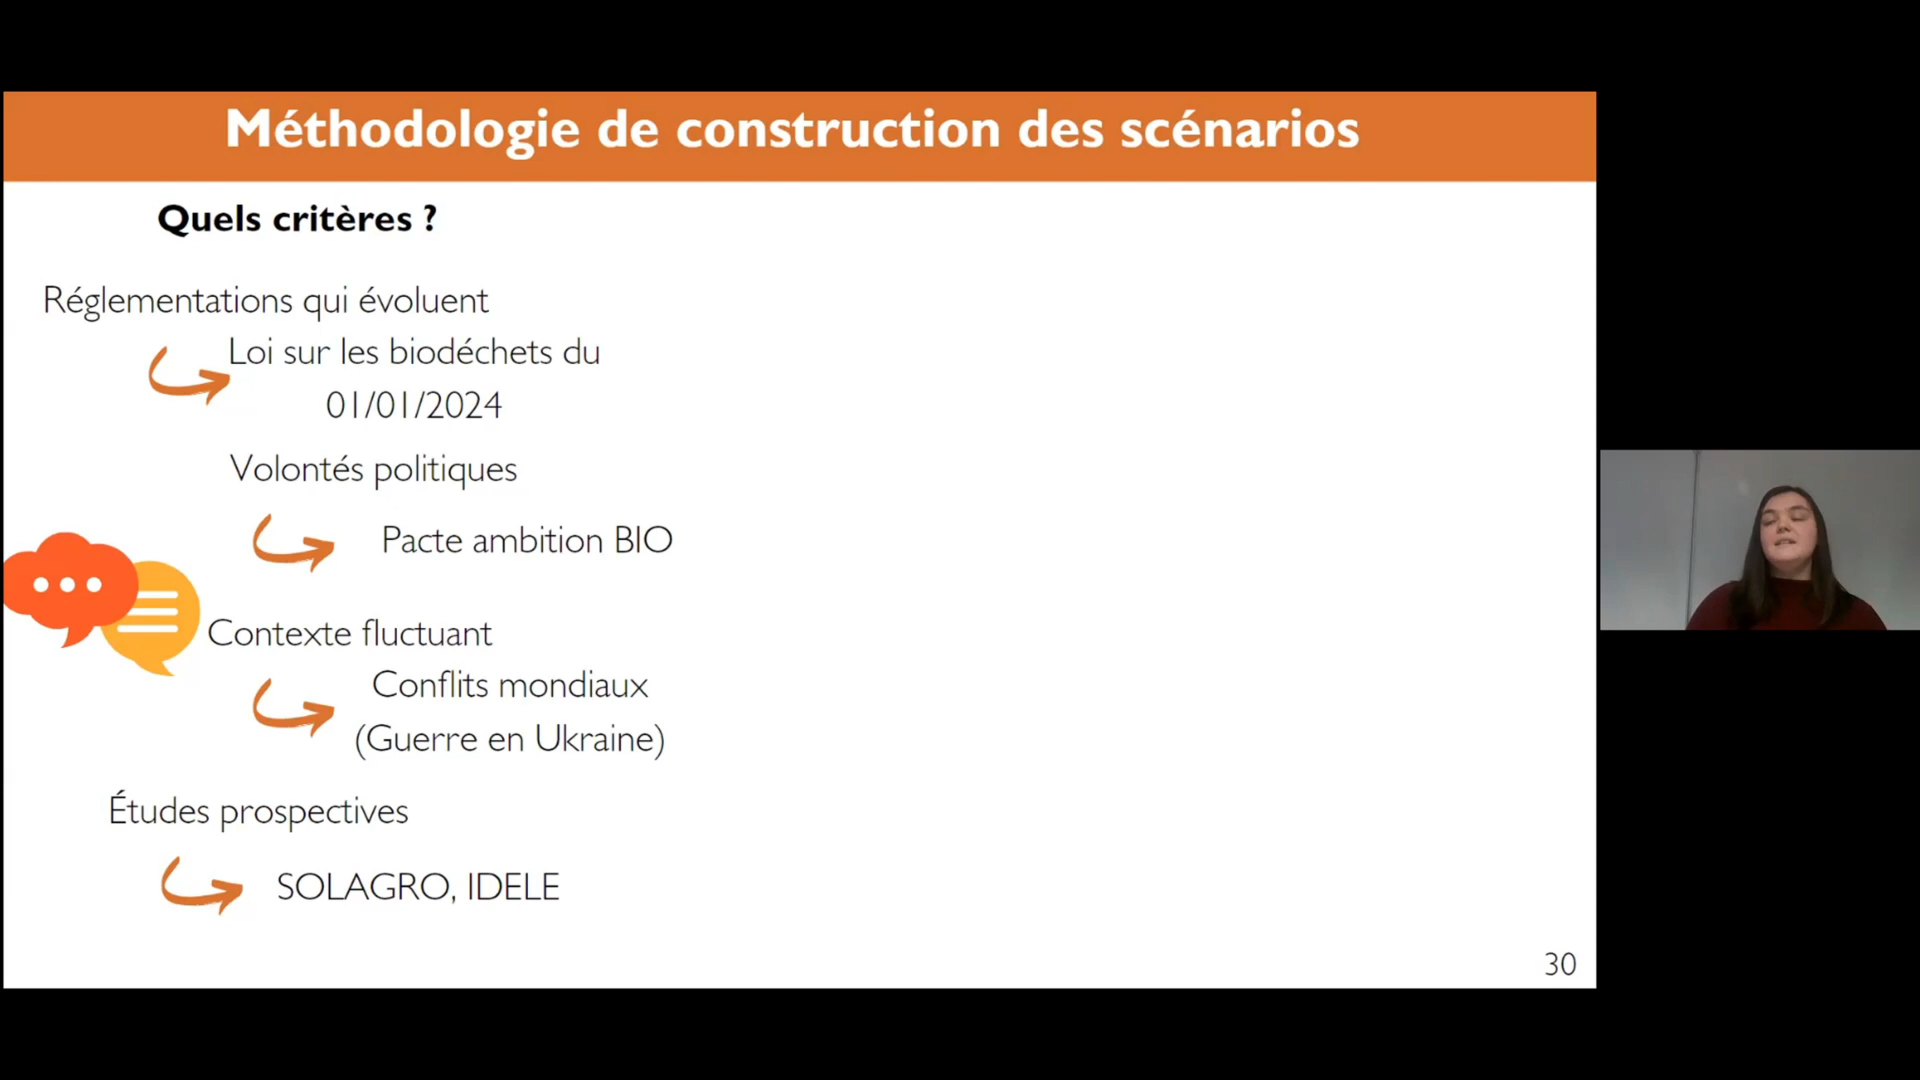 Méthodologie de construction des scénarios
Quels critères ?
Réglementations qui évoluent
Loi sur les biodéchets du
01/01/2024
Volontés politiques
Pacte ambition BIO
Contexte fluctuant
Conflits mondiaux
(Guerre en Ukraine)
Études prospectives
SOLAGRO, IDELE
30